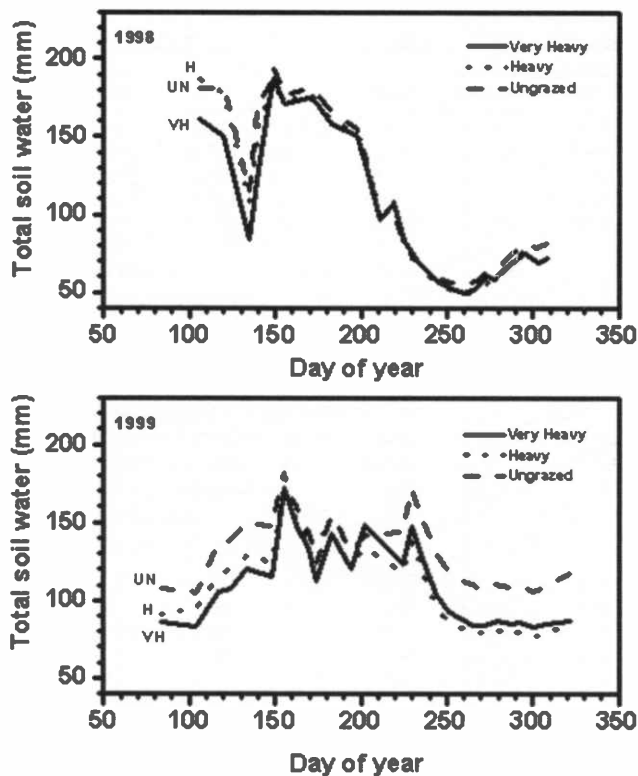 1998
Very Heavy
Heavy
Ungrazed
H
UN
VH
Total soil water (mm)
200
150
100
50
50 100 150 200 250 300 350
Day of year
1999
Very Heavy
Heavy
Ungrazed
UN
H
VH
Total soil water (mm)
200
150
100
50
50 100 150 200 250 300 350
Day of year